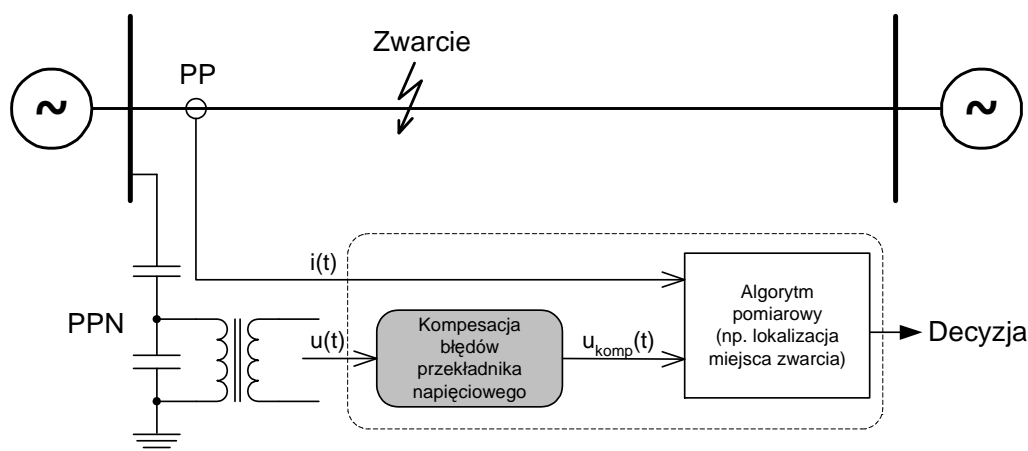 Zwarcie
PP
~
~
i(t)
PPN
u(t)
Kompesacja
błędów
przekładnika
napięciowego
u_komp(t)
Algorytm
pomiarowy
(np. lokalizacja
miejsca zwarcia)
Decyzja